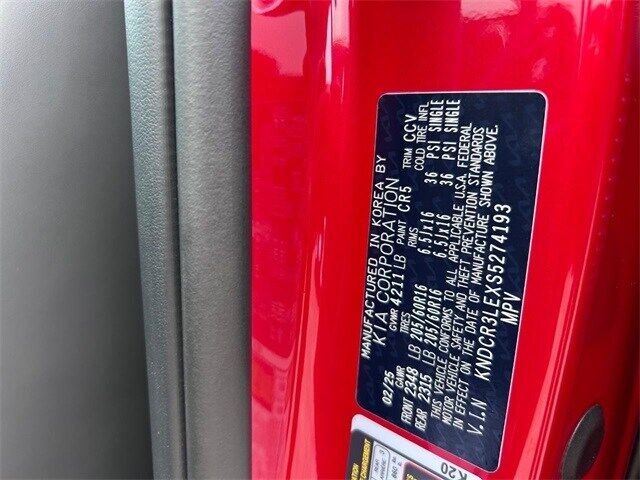 MANUFACTURED IN KOREA BY
KIA CORPORATION
02/25 GVWR 4211 LB PAINT CR5 TRIM CCV
GAWR TIRES RIMS COLD TIRE INFL
FRONT 2348 LB 205/60R16 6.5Jx16 36 PSI SINGLE
REAR 2315 LB 205/60R16 6.5Jx16 36 PSI SINGLE
THIS VEHICLE CONFORMS TO ALL APPLICABLE U.S.A. FEDERAL
MOTOR VEHICLE SAFETY AND THEFT PREVENTION STANDARDS
IN EFFECT ON THE DATE OF MANUFACTURE SHOWN ABOVE.
V.I.N KNDCR3LEXS5274193
MPV
K20